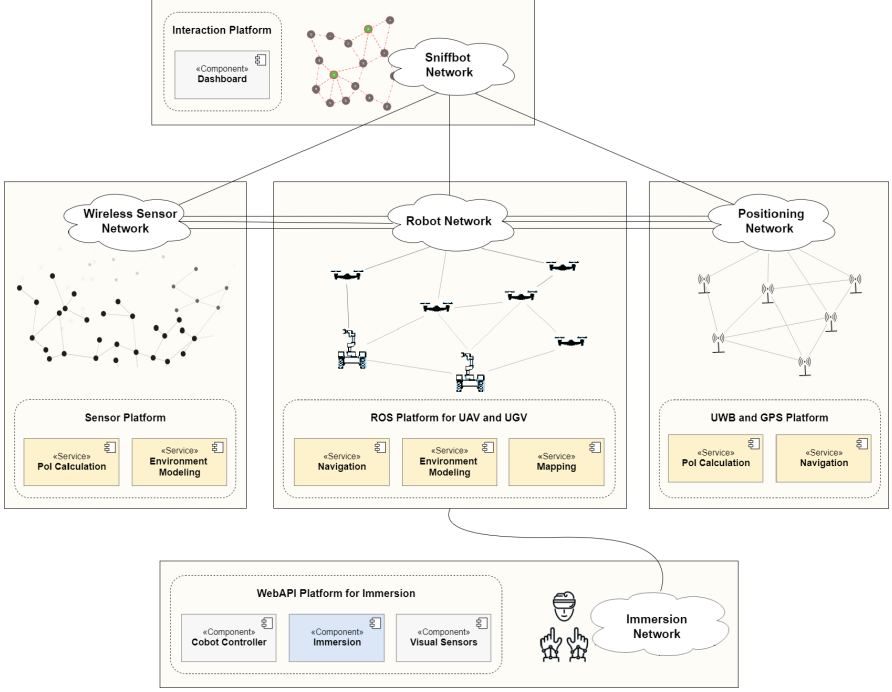 Interaction Platform
«Component»
Dashboard
Sniffbot
Network
Wireless Sensor
Network
Robot Network
Positioning
Network
Sensor Platform
«Service»
PoI Calculation
«Service»
Environment
Modeling
ROS Platform for UAV and UGV
«Service»
Navigation
«Service»
Environment
Modeling
«Service»
Mapping
UWB and GPS Platform
«Service»
PoI Calculation
«Service»
Navigation
WebAPI Platform for Immersion
«Component»
Cobot Controller
«Component»
Immersion
«Component»
Visual Sensors
Immersion
Network